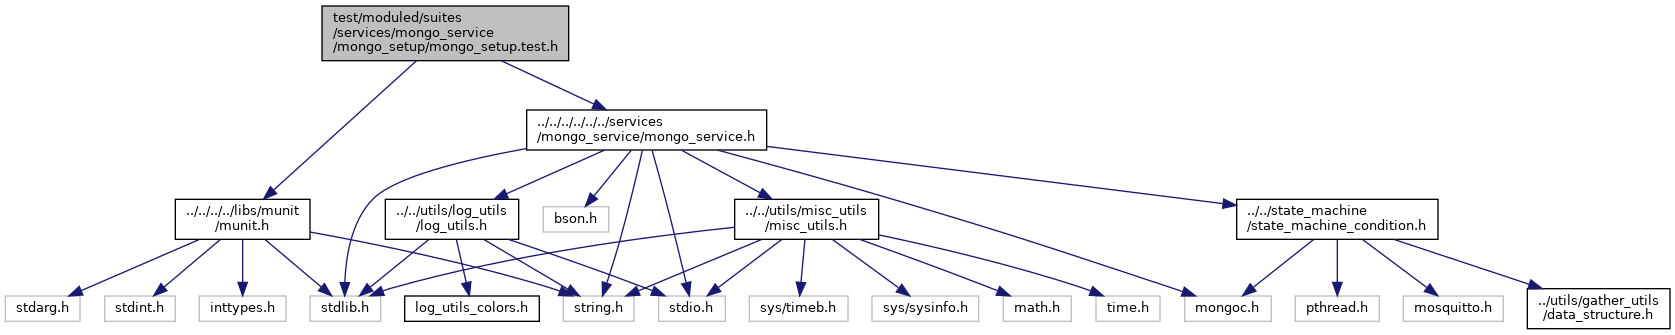 test/moduled/suites
/services/mongo_service
/mongo_setup/mongo_setup.test.h
../../../../../../services
/mongo_service/mongo_service.h
../../../../libs/munit
/munit.h
../../utils/log_utils
/log_utils.h
bson.h
../../utils/misc_utils
/misc_utils.h
../../state_machine
/state_machine_condition.h
stdarg.h
stdint.h
inttypes.h
stdlib.h
log_utils_colors.h
string.h
stdio.h
sys/timeb.h
sys/sysinfo.h
math.h
time.h
mongoc.h
pthread.h
mosquitto.h
../utils/gather_utils
/data_structure.h